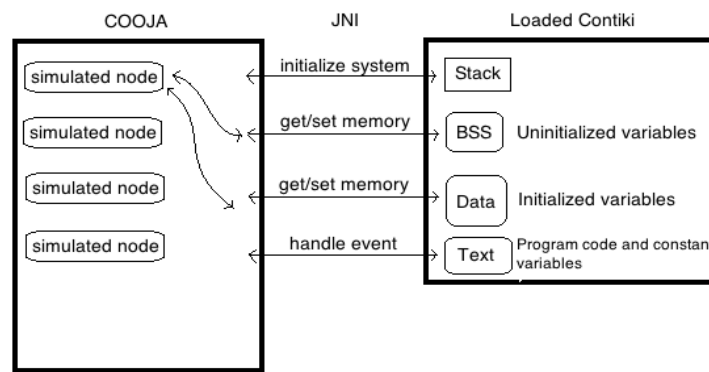 COOJA JNI Loaded Contiki
simulated node initialize system Stack
simulated node get/set memory BSS Uninitialized variables
simulated node get/set memory Data Initialized variables
simulated node handle event Text Program code and constan
variables